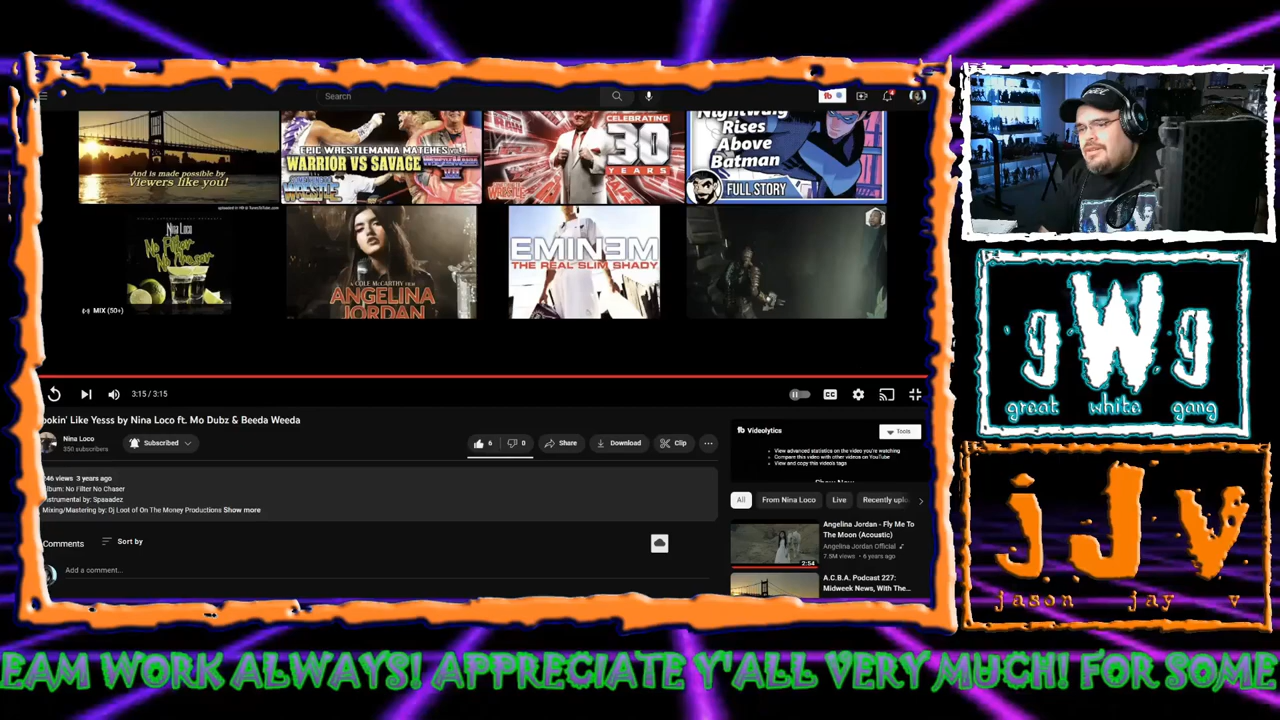 Search
And is made possible by
Viewers like you!
EPIC WRESTLEMANIA MATCHES
WARRIOR VS SAVAGE
CELEBRATING
30
YEARS
Nightwing
Rises
Above
Batman
FULL STORY
Nina Loco
No Filter
No Chaser
MIX (50+)
A COLE McCARTHY FILM
ANGELINA
JORDAN
EMINEM
THE REAL SLIM SHADY
3:15 / 3:15
CC
ookin' Like Yesss by Nina Loco ft. Mo Dubz & Beeda Weeda
Nina Loco
350 subscribers
Subscribed
6
0
Share
Download
Clip
246 views 3 years ago
Album: No Filter No Chaser
Instrumental by: Spaaadez
Mixing/Mastering by: Dj Loot of On The Money Productions Show more
Comments
Sort by
Add a comment...
tb Videolytics
Tools
View advanced statistics on the video you're watching
Compare this video with other videos on YouTube
View and copy this video's tags
All
From Nina Loco
Live
Recently uplo
Angelina Jordan - Fly Me To
The Moon (Acoustic)
Angelina Jordan Official
7.5M views • 6 years ago
2:54
A.C.B.A. Podcast 227:
Midweek News, With The...
gWg
great white gang
jJv
jason jay v
EAM WORK ALWAYS! APPRECIATE Y'ALL VERY MUCH! FOR SOME